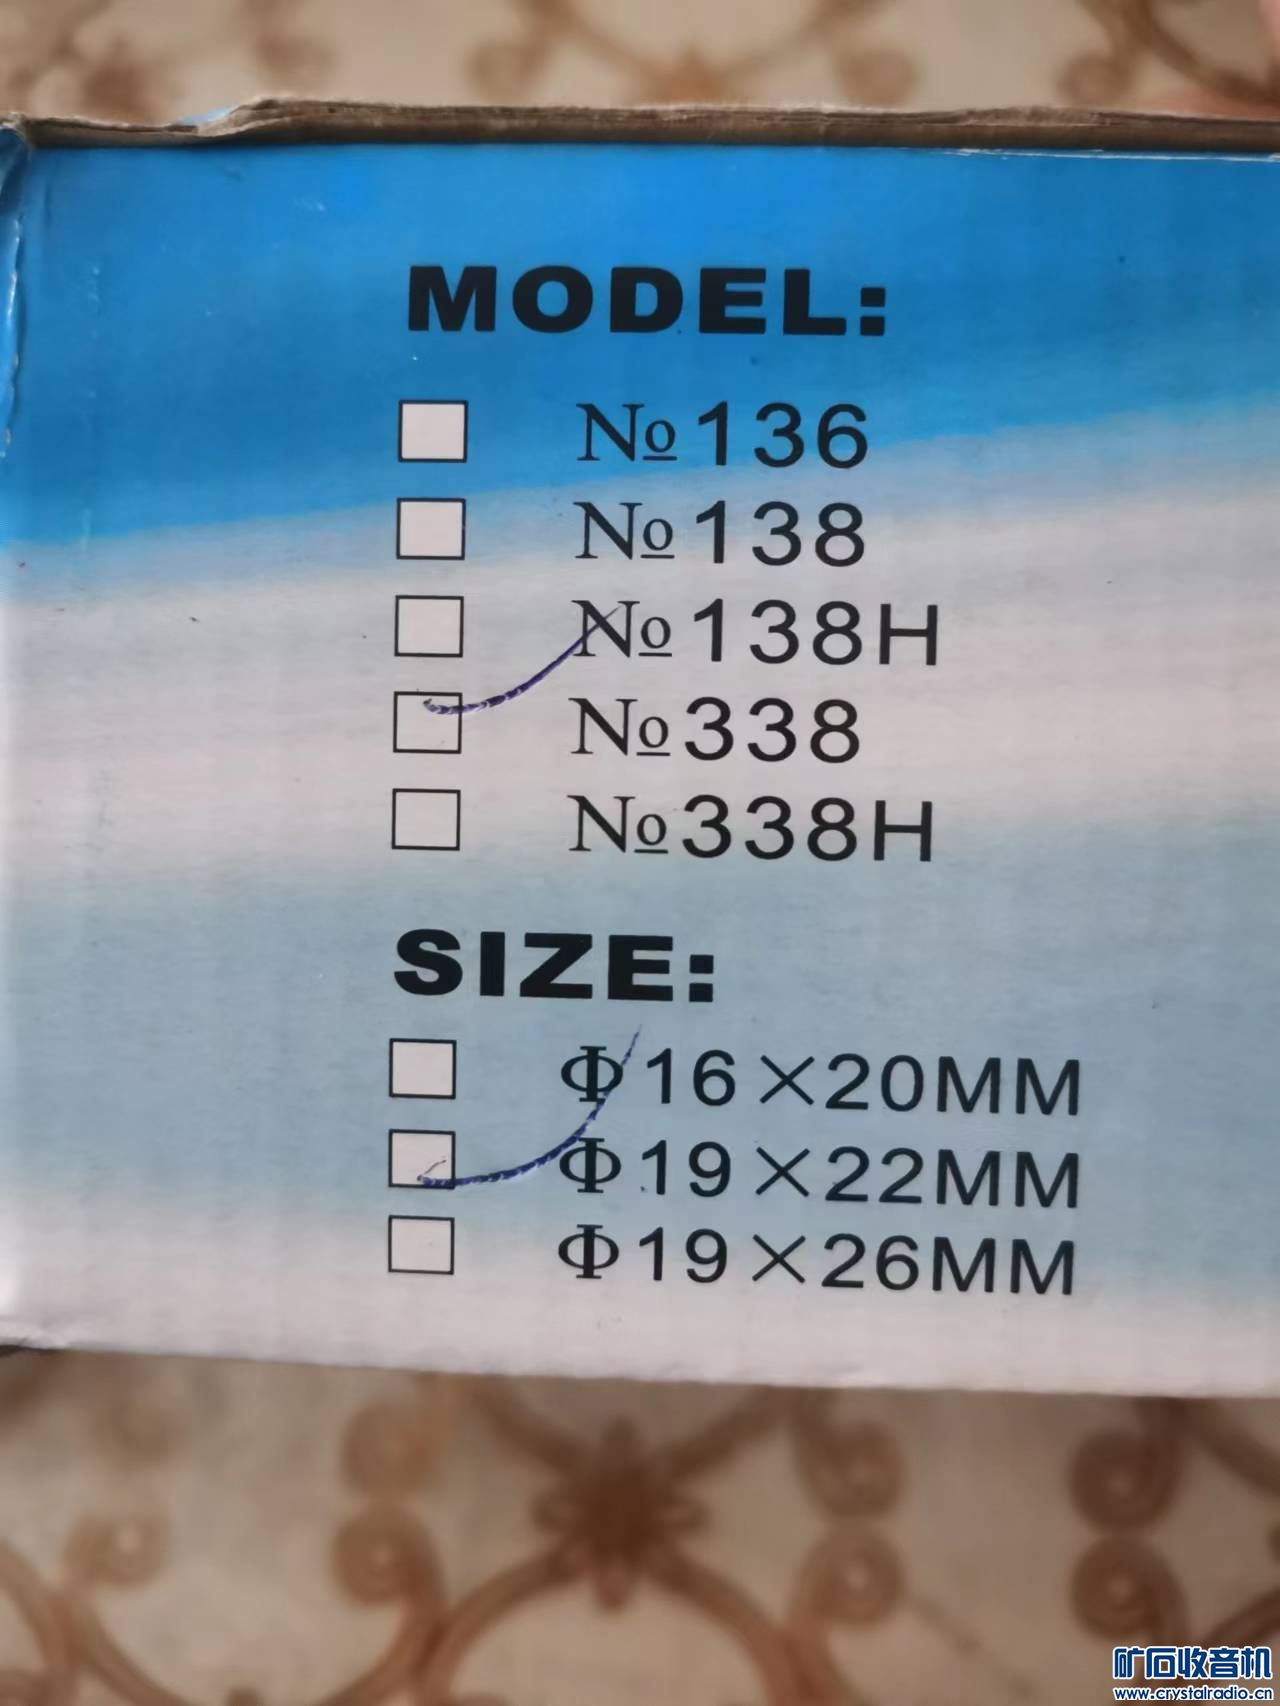 MODEL:
№136
№138
№138H
№338
№338H
SIZE:
Φ16×20MM
Φ19×22MM
Φ19×26MM
矿石收音机
www.crystalradio.cn